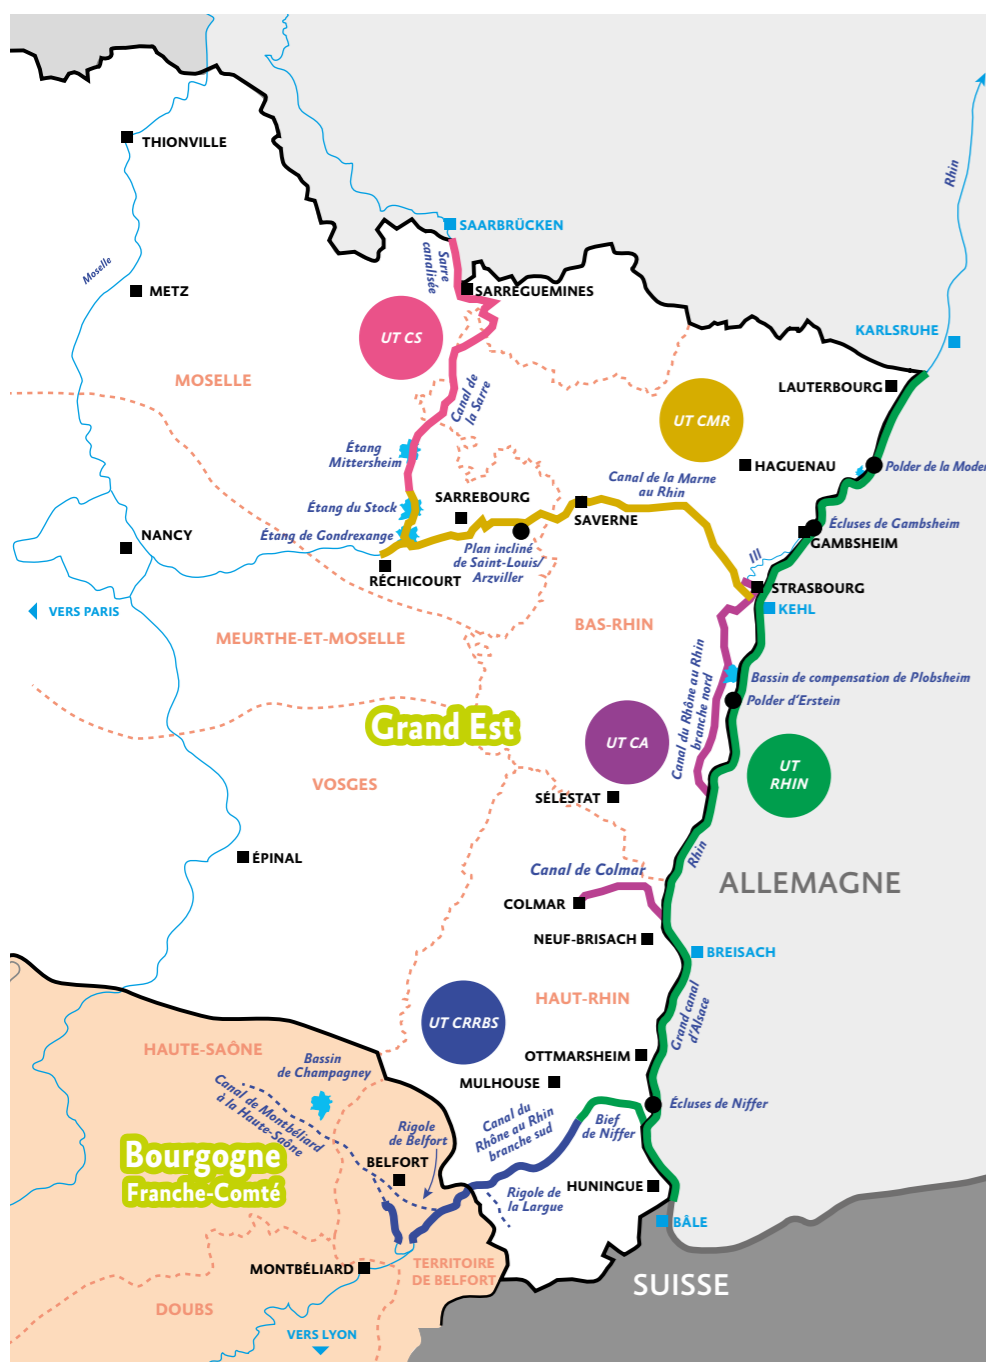 THIONVILLE
Rhin
SAARBRÜCKEN
Moselle
Sarre
canalisée
METZ
SARREGUEMINES
UT CS
KARLSRUHE
MOSELLE
LAUTERBOURG
Canal de
la Sarre
UT CMR
Étang
Mittersheim
HAGUENAU
Polder de la Moder
Canal de la Marne
au Rhin
Étang du Stock
SARREBOURG
SAVERNE
Écluses de Gambsheim
NANCY
Étang de Gondrexange
GAMBSHEIM
Plan incliné
de Saint-Louis/
Arzviller
Ill
RÉCHICOURT
STRASBOURG
VERS PARIS
KEHL
MEURTHE-ET-MOSELLE
BAS-RHIN
Bassin de compensation de Plobsheim
Canal du Rhône au Rhin
branche nord
Polder d'Erstein
Grand Est
UT CA
UT
RHIN
VOSGES
SÉLESTAT
Rhin
ÉPINAL
Canal de Colmar
ALLEMAGNE
COLMAR
NEUF-BRISACH
BREISACH
HAUT-RHIN
Grand canal
d'Alsace
UT CRRBS
HAUTE-SAÔNE
OTTMARSHEIM
Bassin
de Champagney
MULHOUSE
Canal de Montbéliard
à la Haute-Saône
Écluses de Niffer
Canal du
Rhône au Rhin
branche sud
Bief
de Niffer
Rigole
de Belfort
Bourgogne
Franche-Comté
BELFORT
HUNINGUE
Rigole de
la Largue
BÂLE
MONTBÉLIARD
TERRITOIRE
DE BELFORT
SUISSE
DOUBS
VERS LYON